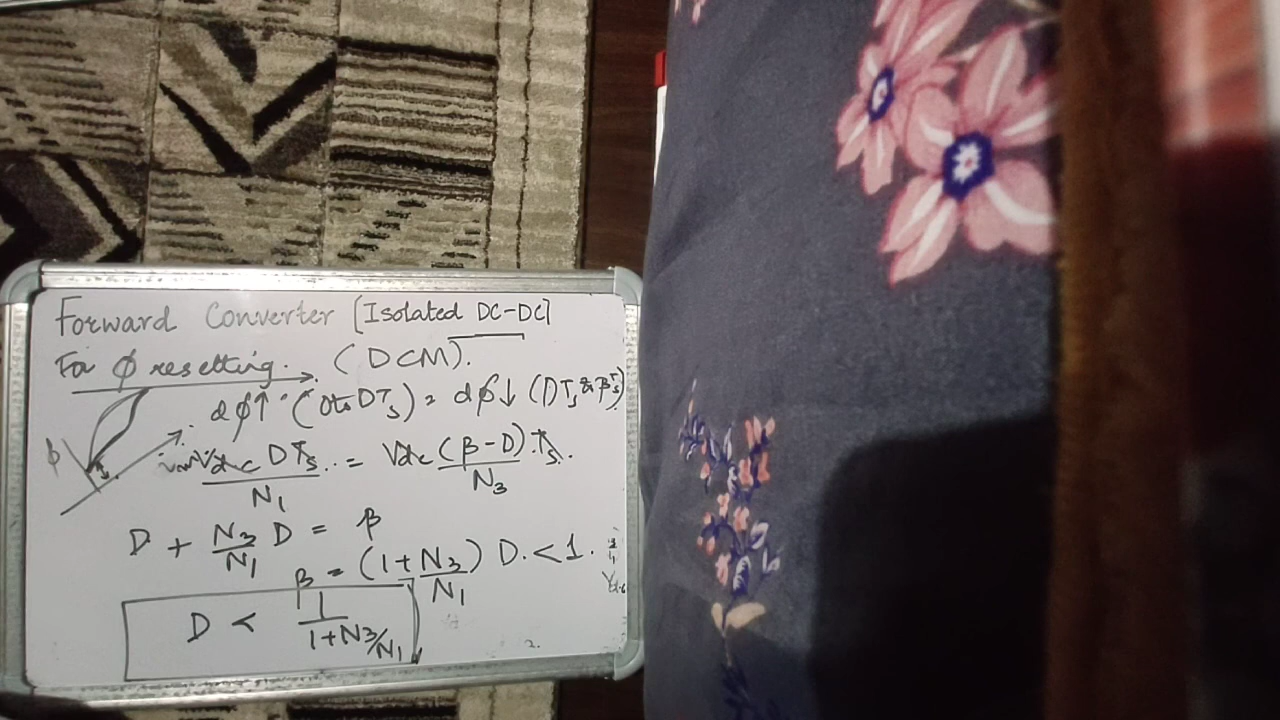 Forward Converter [Isolated DC-DC]
For ϕ resetting. (DCM).
dϕ↑ (0 to DTs) = dϕ↓ (DTs to βTs)
ϕ
Vdc DTs / N1 = Vdc (β-D).Ts / N3
D + N3/N1 D = β
β = (1+N3/N1) D. < 1.
D < 1 / 1+N3/N1